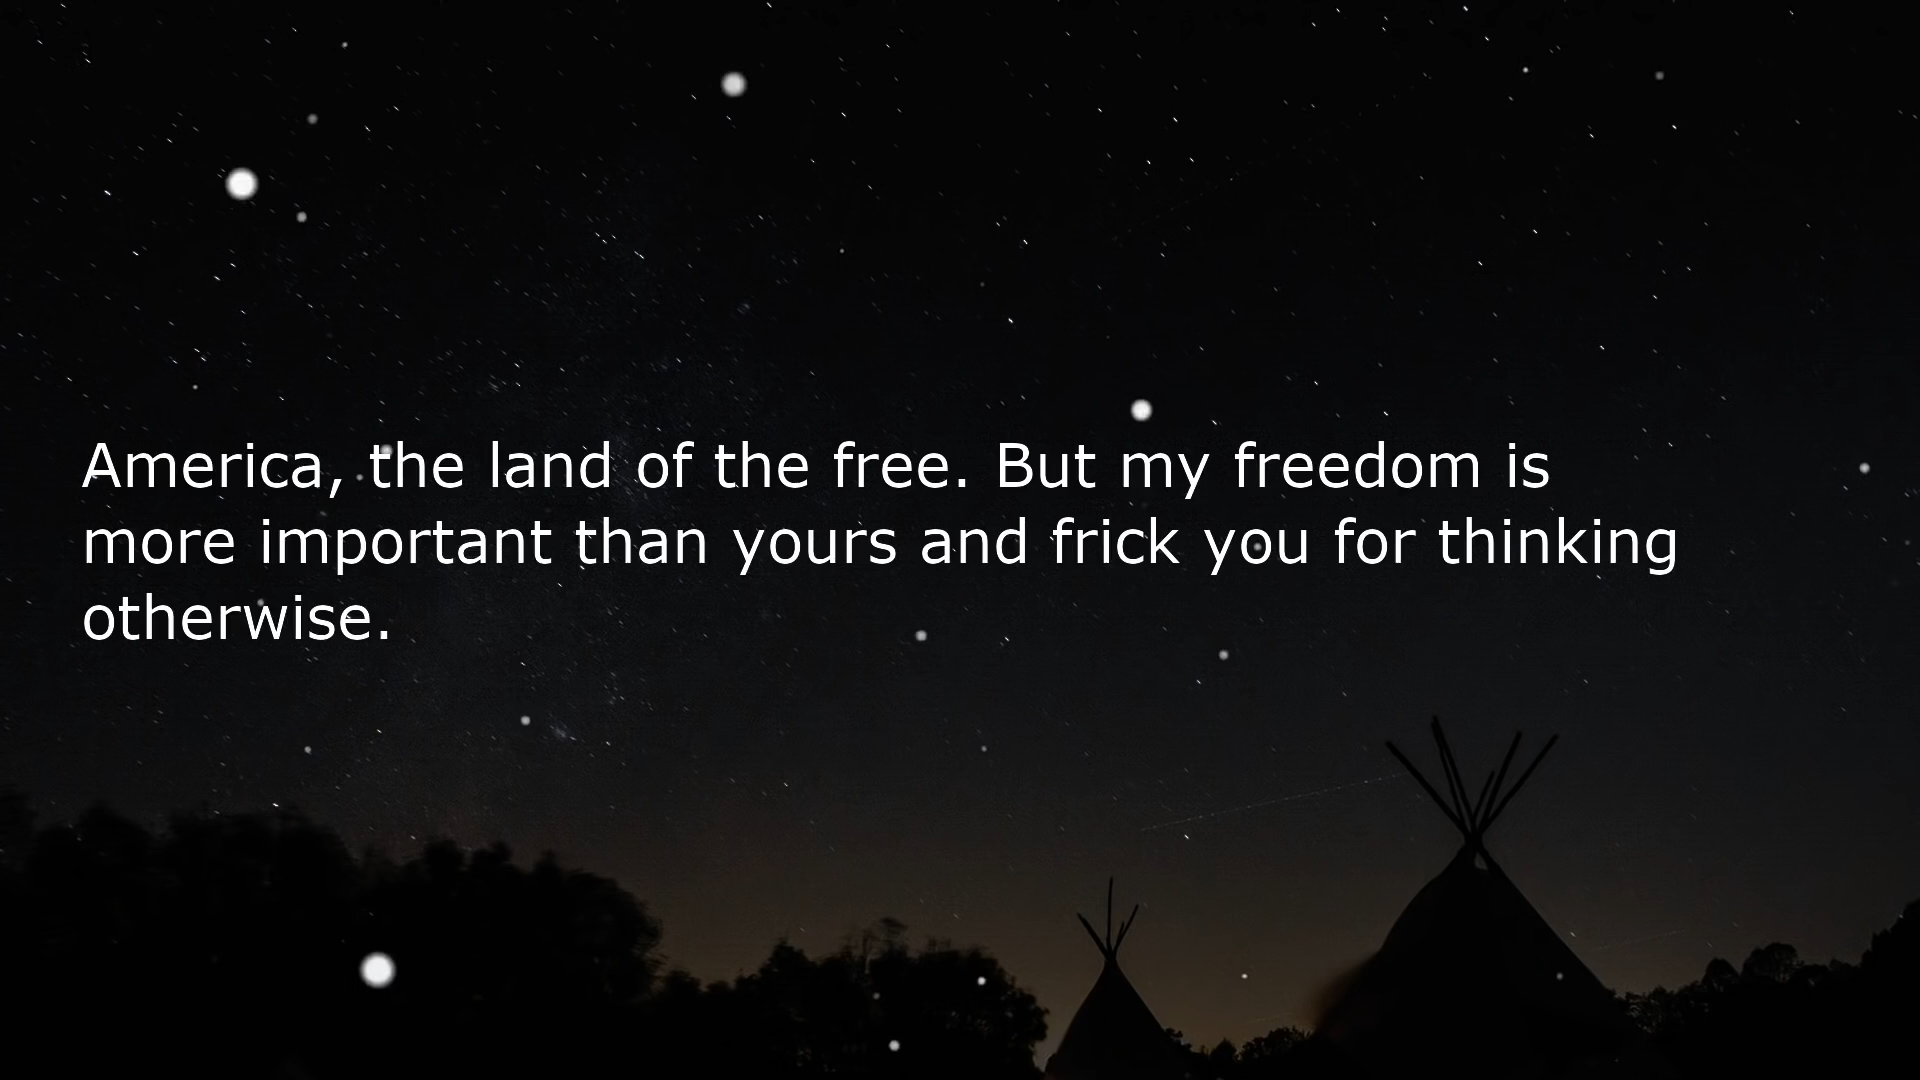 America, the land of the free. But my freedom is
more important than yours and frick you for thinking
otherwise.